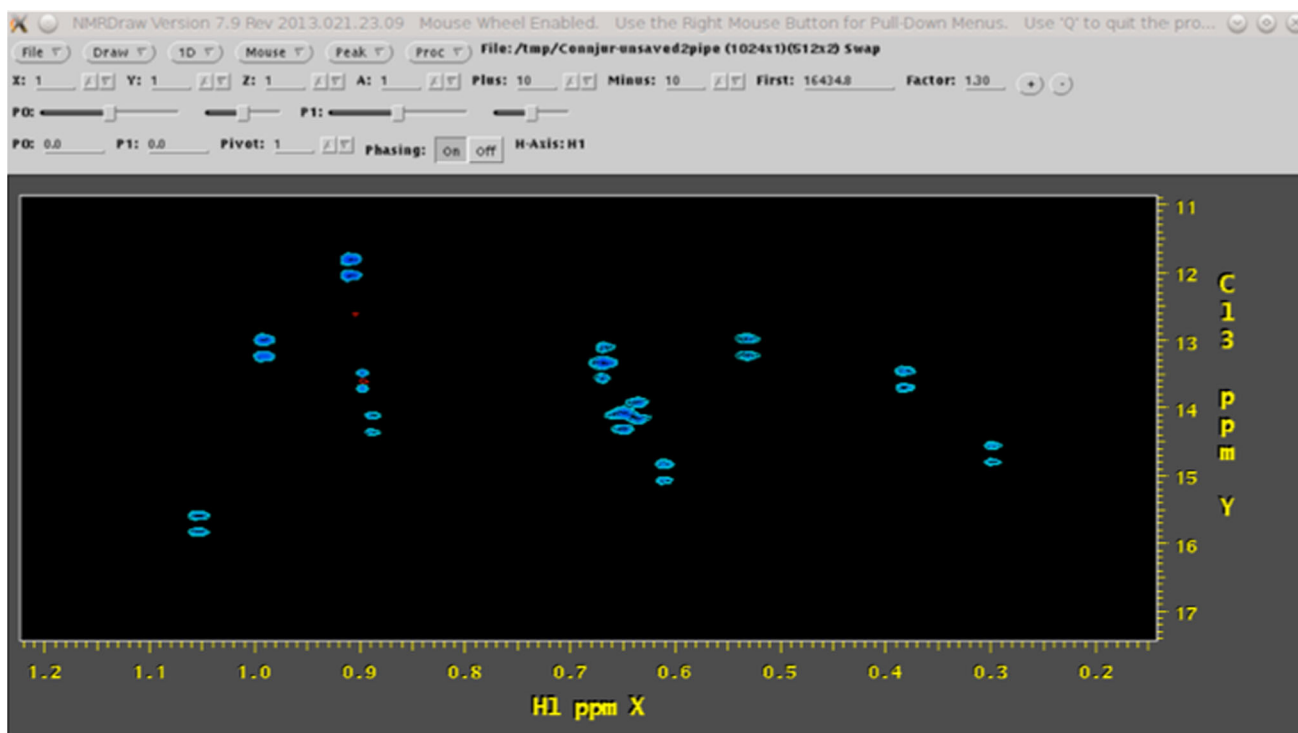 NMRDraw Version 7.9 Rev 2013.021.23.09 Mouse Wheel Enabled. Use the Right Mouse Button for Pull-Down Menus. Use 'Q' to quit the pro...
File Draw 1D Mouse Peak Proc File:/tmp/Connjur-unsaved2pipe (1024x1)(512x2) Swap
X: 1 Y: 1 Z: 1 A: 1 Plus: 10 Minus: 10 First: 16434.8 Factor: 1.30 + -
P0: P1:
P0: 0.0 P1: 0.0 Pivot: 1 Phasing: On Off H-Axis: H1
11
12
13
14
15
16
17
C13 ppm Y
1.2 1.1 1.0 0.9 0.8 0.7 0.6 0.5 0.4 0.3 0.2
H1 ppm X